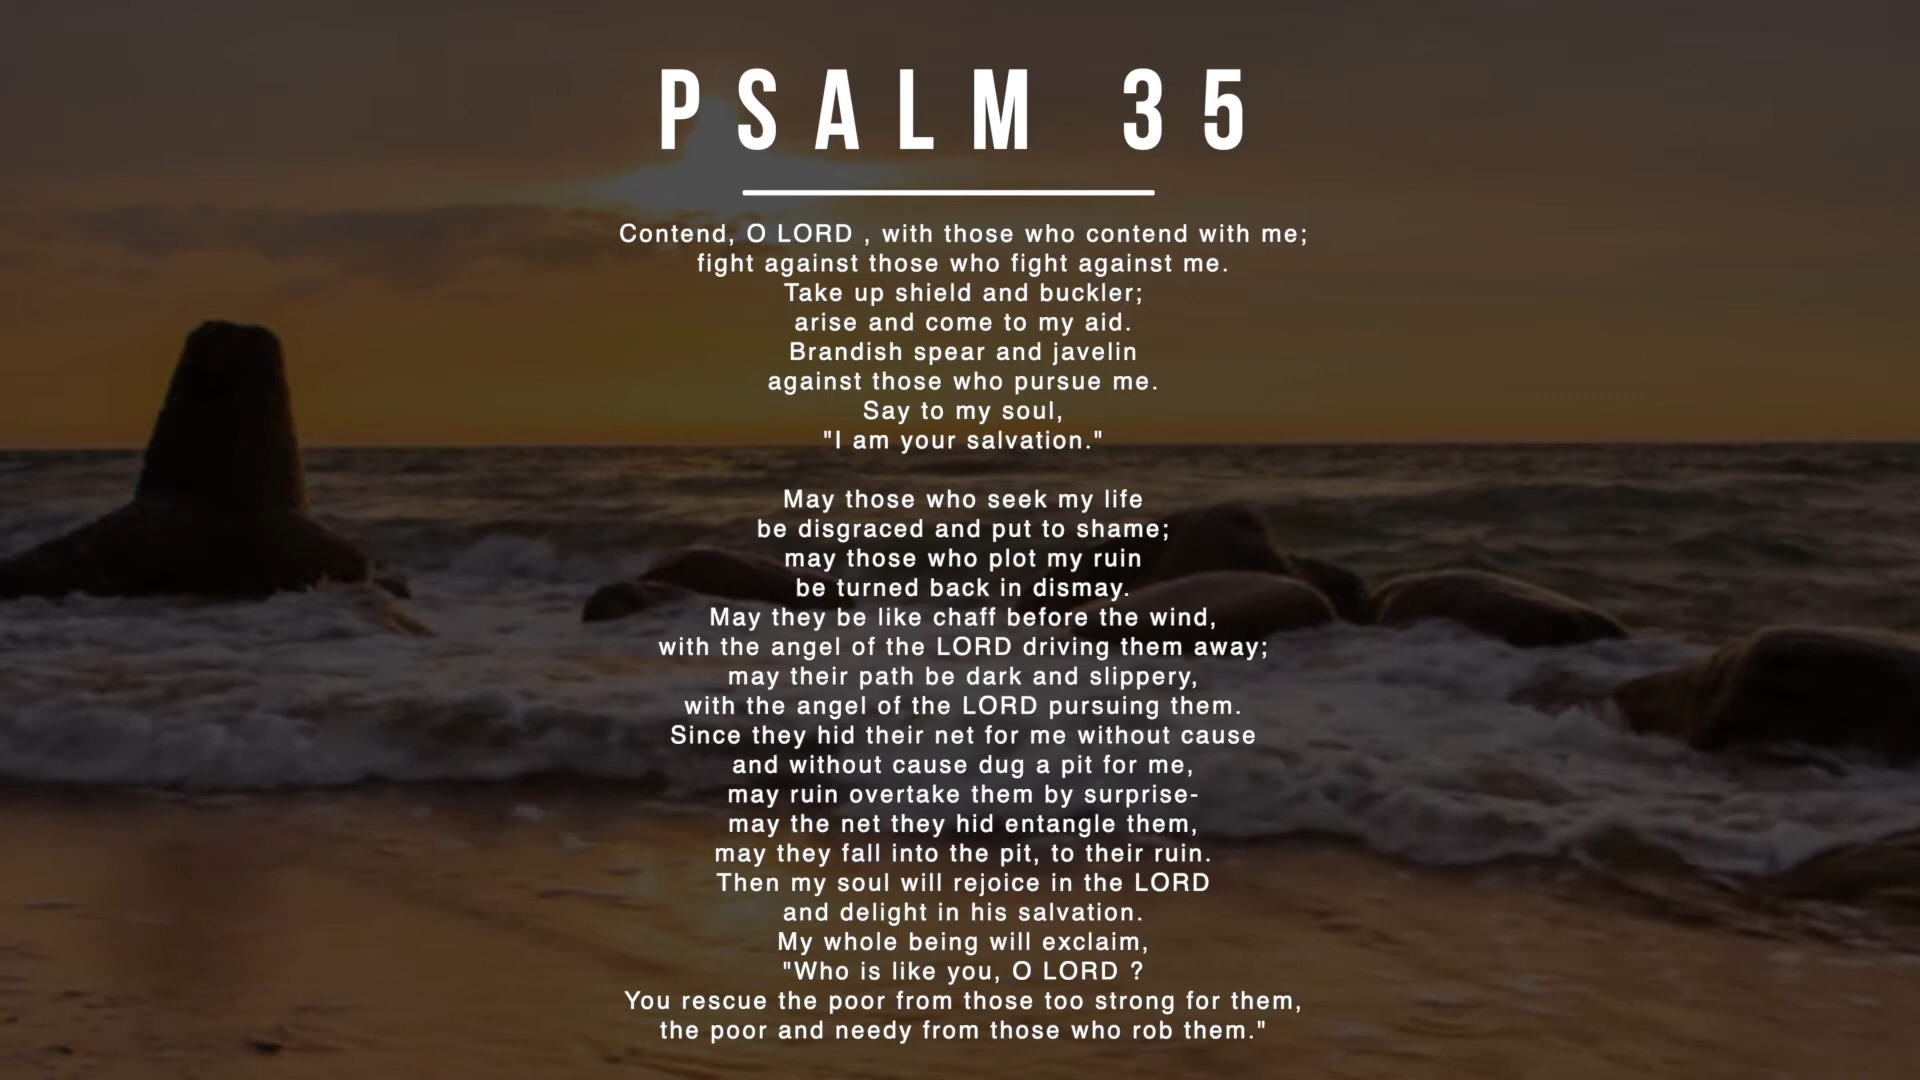 PSALM 35
Contend, O LORD , with those who contend with me;
fight against those who fight against me.
Take up shield and buckler;
arise and come to my aid.
Brandish spear and javelin
against those who pursue me.
Say to my soul,
"I am your salvation."
May those who seek my life
be disgraced and put to shame;
may those who plot my ruin
be turned back in dismay.
May they be like chaff before the wind,
with the angel of the LORD driving them away;
may their path be dark and slippery,
with the angel of the LORD pursuing them.
Since they hid their net for me without cause
and without cause dug a pit for me,
may ruin overtake them by surprise-
may the net they hid entangle them,
may they fall into the pit, to their ruin.
Then my soul will rejoice in the LORD
and delight in his salvation.
My whole being will exclaim,
"Who is like you, O LORD ?
You rescue the poor from those too strong for them,
the poor and needy from those who rob them."